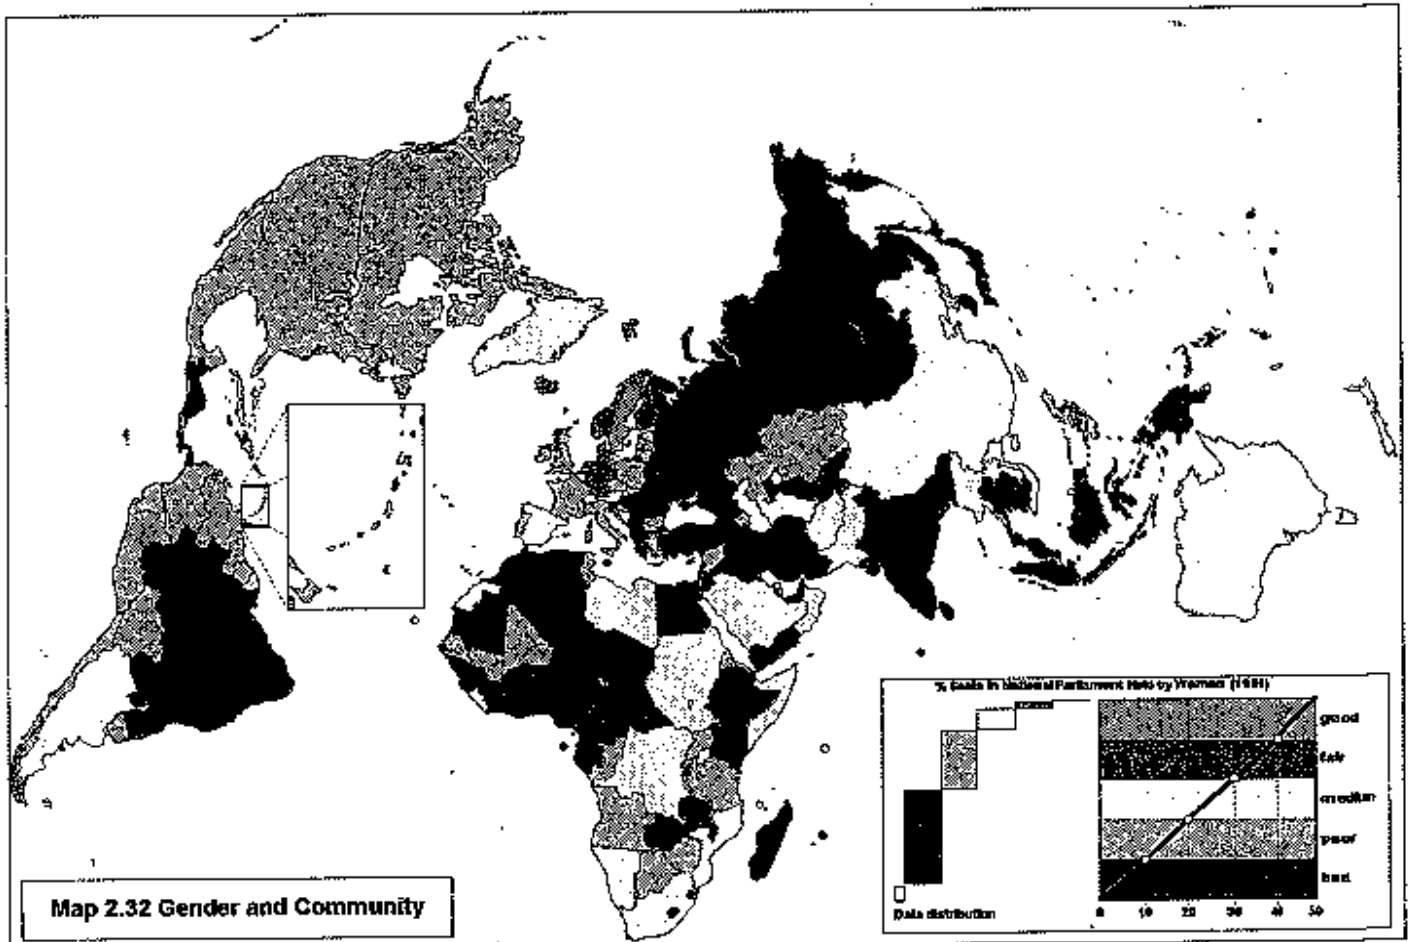 % Seats in National Parliament Held by Women
good
fair
medium
poor
bad
Data distribution
0 10 20 30 40 50
Map 2.32 Gender and Community